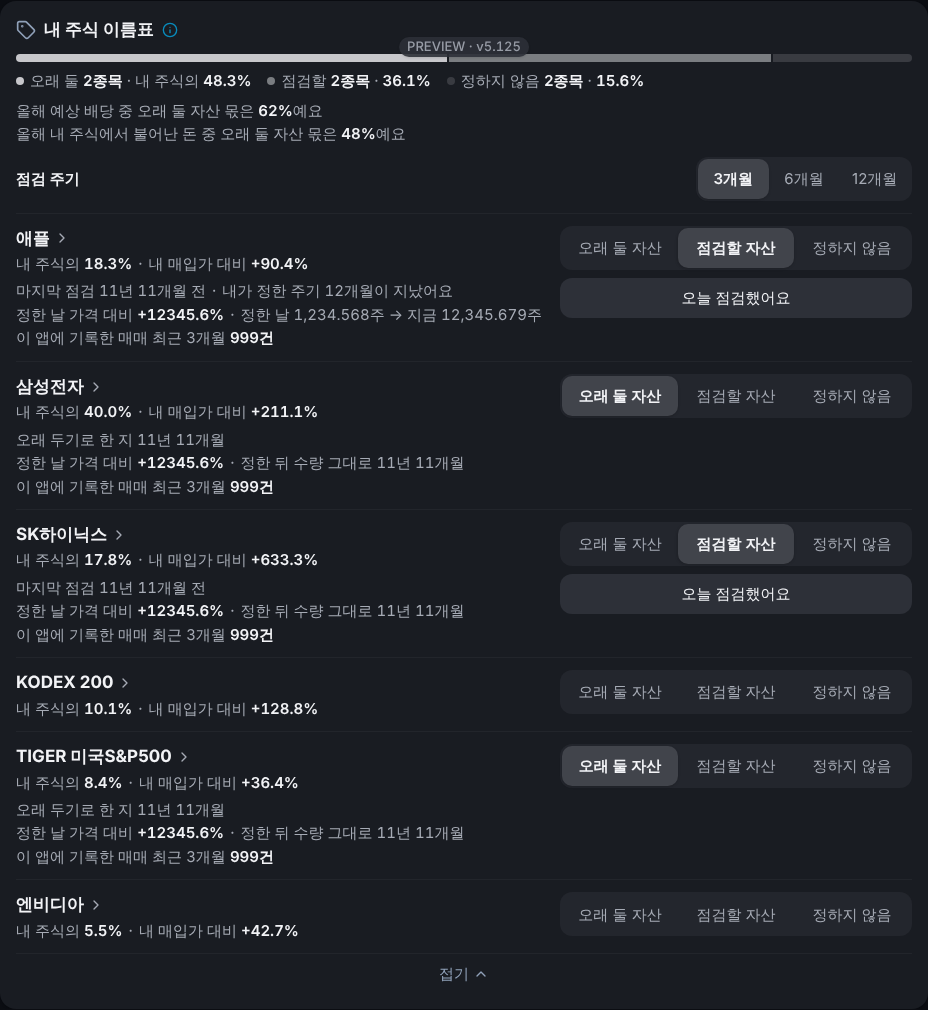 내 주식 이름표
PREVIEW · v5.125
오래 둘 2종목 · 내 주식의 48.3% 점검할 2종목 · 36.1% 정하지 않음 2종목 · 15.6%
올해 예상 배당 중 오래 둘 자산 몫은 62%예요
올해 내 주식에서 불어난 돈 중 오래 둘 자산 몫은 48%예요
점검 주기 3개월 6개월 12개월
애플
오래 둘 자산 점검할 자산 정하지 않음
내 주식의 18.3% · 내 매입가 대비 +90.4%
마지막 점검 11년 11개월 전 · 내가 정한 주기 12개월이 지났어요
오늘 점검했어요
정한 날 가격 대비 +12345.6% · 정한 날 1,234.568주 → 지금 12,345.679주
이 앱에 기록한 매매 최근 3개월 999건
삼성전자
오래 둘 자산 점검할 자산 정하지 않음
내 주식의 40.0% · 내 매입가 대비 +211.1%
오래 두기로 한 지 11년 11개월
정한 날 가격 대비 +12345.6% · 정한 뒤 수량 그대로 11년 11개월
이 앱에 기록한 매매 최근 3개월 999건
SK하이닉스
오래 둘 자산 점검할 자산 정하지 않음
내 주식의 17.8% · 내 매입가 대비 +633.3%
마지막 점검 11년 11개월 전
오늘 점검했어요
정한 날 가격 대비 +12345.6% · 정한 뒤 수량 그대로 11년 11개월
이 앱에 기록한 매매 최근 3개월 999건
KODEX 200
오래 둘 자산 점검할 자산 정하지 않음
내 주식의 10.1% · 내 매입가 대비 +128.8%
TIGER 미국S&P500
오래 둘 자산 점검할 자산 정하지 않음
내 주식의 8.4% · 내 매입가 대비 +36.4%
오래 두기로 한 지 11년 11개월
정한 날 가격 대비 +12345.6% · 정한 뒤 수량 그대로 11년 11개월
이 앱에 기록한 매매 최근 3개월 999건
엔비디아
오래 둘 자산 점검할 자산 정하지 않음
내 주식의 5.5% · 내 매입가 대비 +42.7%
접기